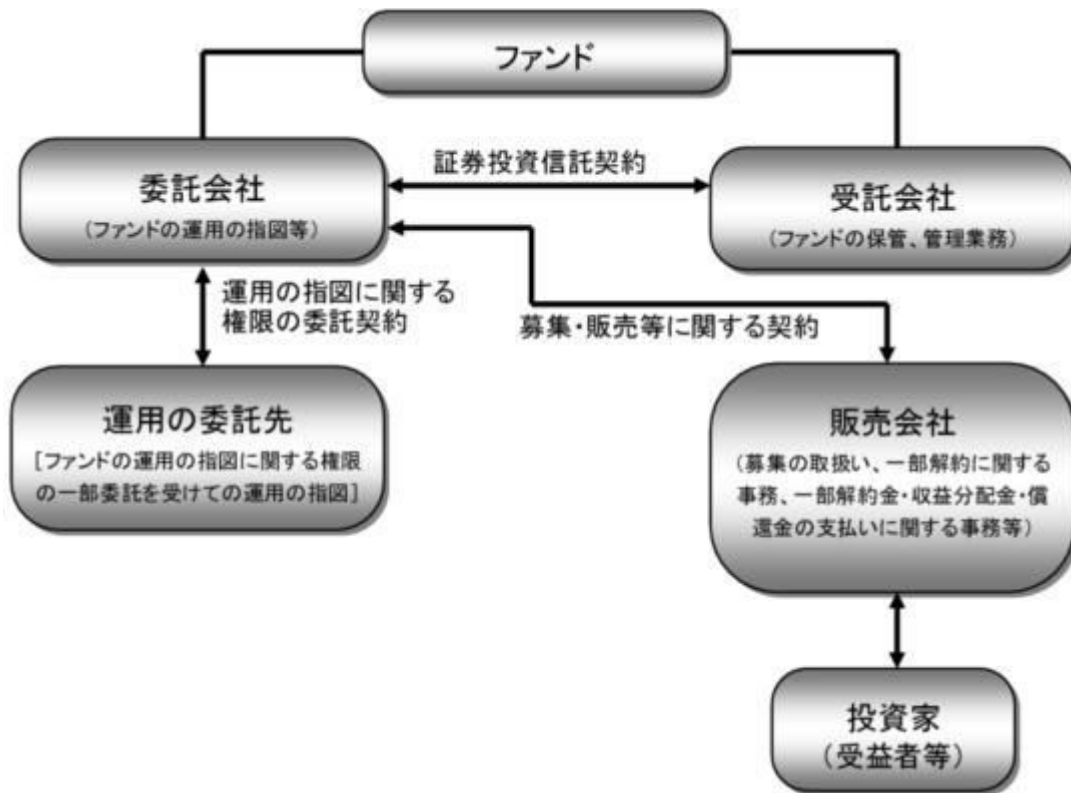 ファンド
委託会社
(ファンドの運用の指図等)
証券投資信託契約
受託会社
(ファンドの保管、管理業務)
運用の指図に関する
権限の委託契約
募集・販売等に関する契約
運用の委託先
[ファンドの運用の指図に関する権限
の一部委託を受けての運用の指図]
販売会社
(募集の取扱い、一部解約に関する
事務、一部解約金・収益分配金・償
還金の支払いに関する事務等)
投資家
(受益者等)